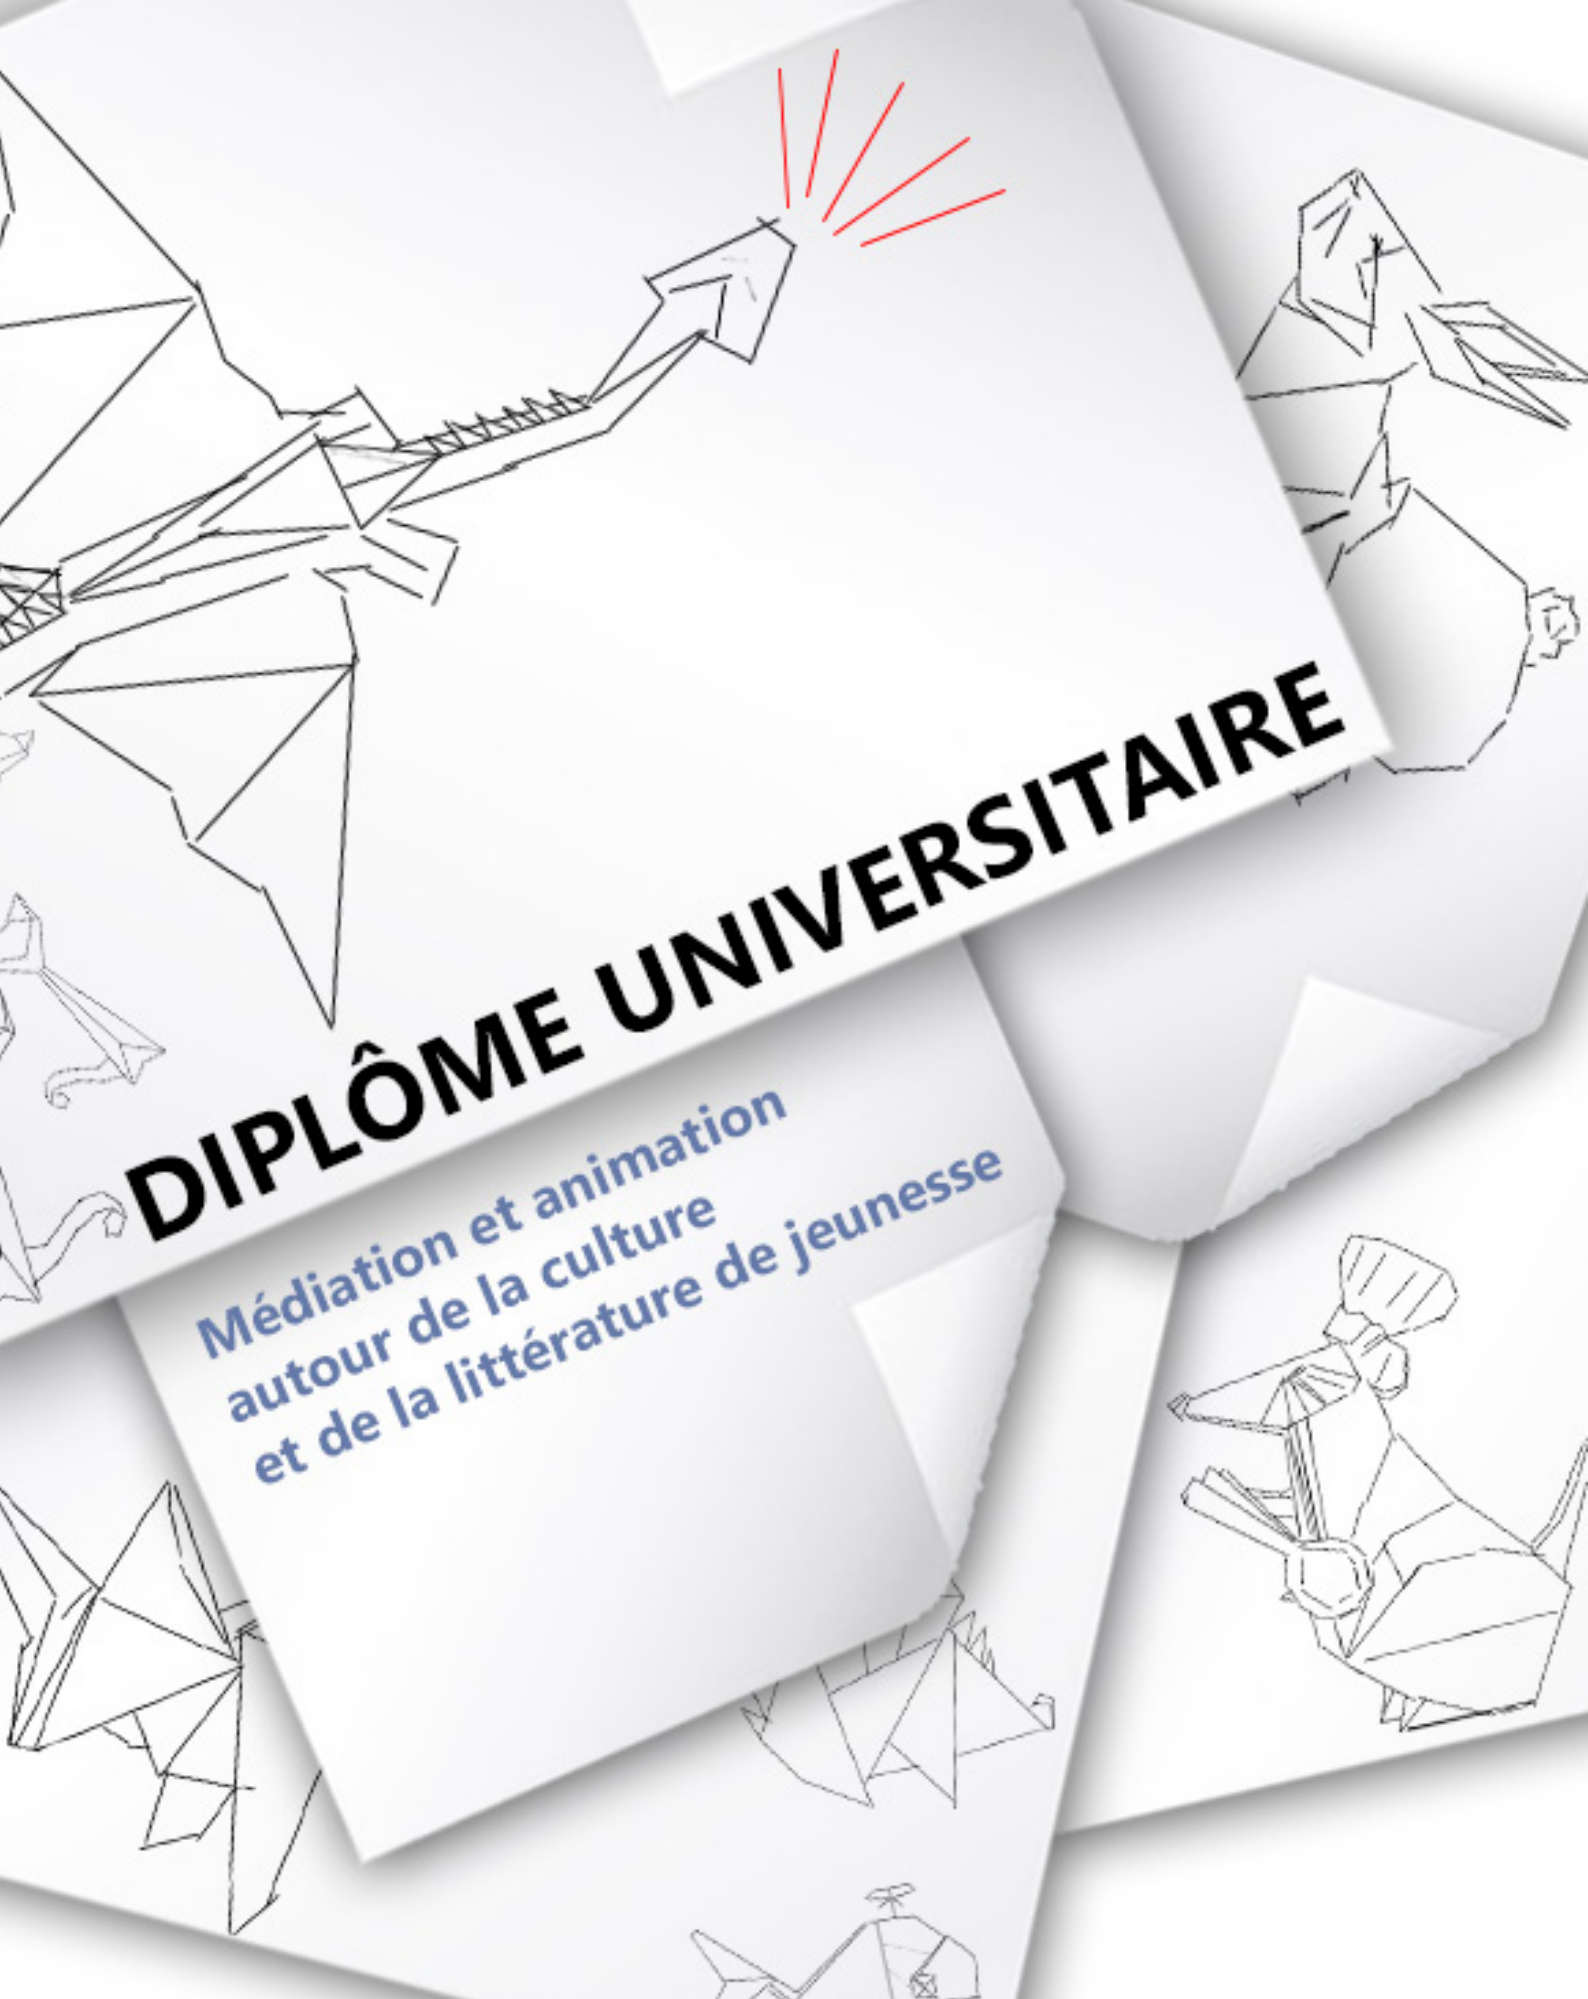 DIPLÔME UNIVERSITAIRE
Médiation et animation
autour de la culture
et de la littérature de jeunesse